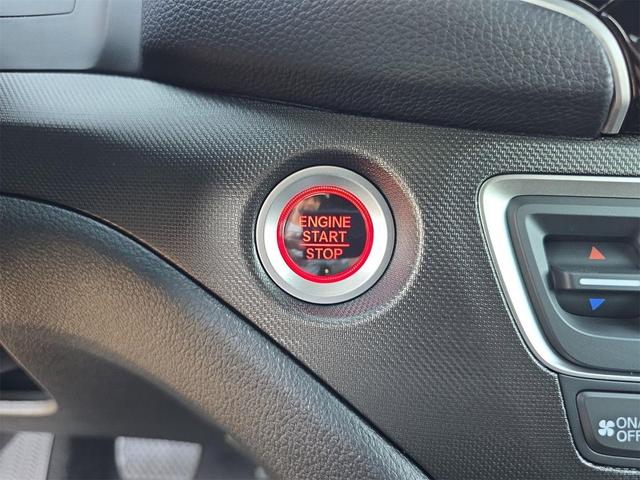 ENGINE
START
STOP
ON/
OFF